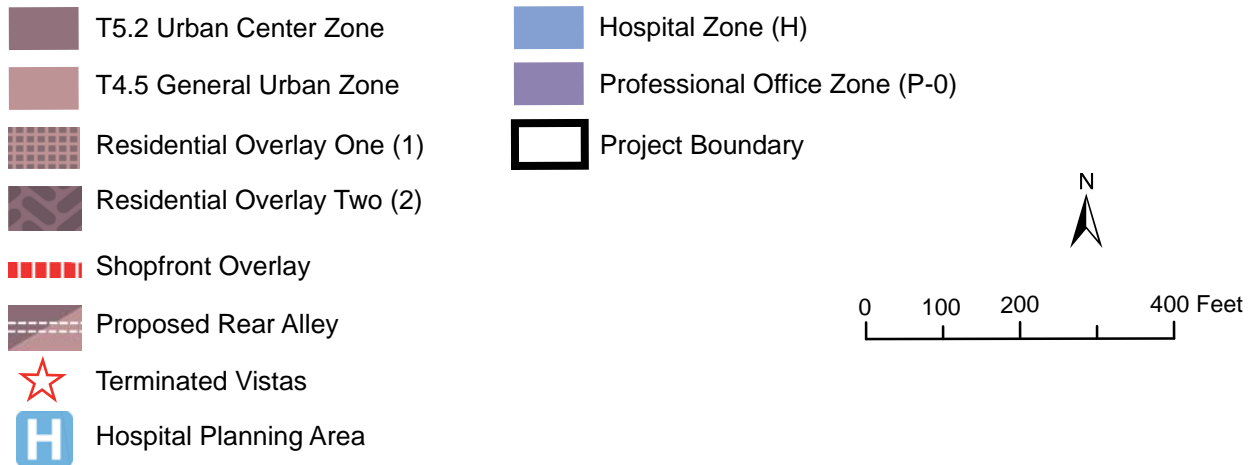 T5.2 Urban Center Zone
T4.5 General Urban Zone
Residential Overlay One (1)
Residential Overlay Two (2)
Shopfront Overlay
Proposed Rear Alley
Terminated Vistas
H Hospital Planning Area
Hospital Zone (H)
Professional Office Zone (P-0)
Project Boundary
N
0 100 200 400 Feet